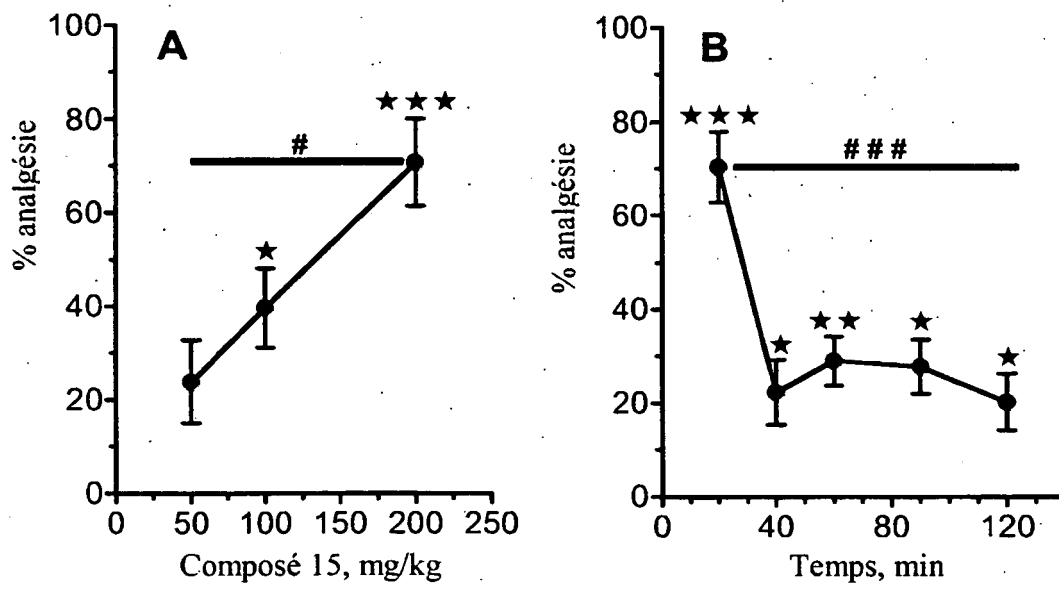 A
% analgésie
100
80
60
40
20
0
★ ★ ★
#
★
0 50 100 150 200 250
Composé 15, mg/kg
B
% analgésie
100
80
60
40
20
0
★ ★ ★
# # #
★ ★ ★ ★ ★
0 40 80 120
Temps, min